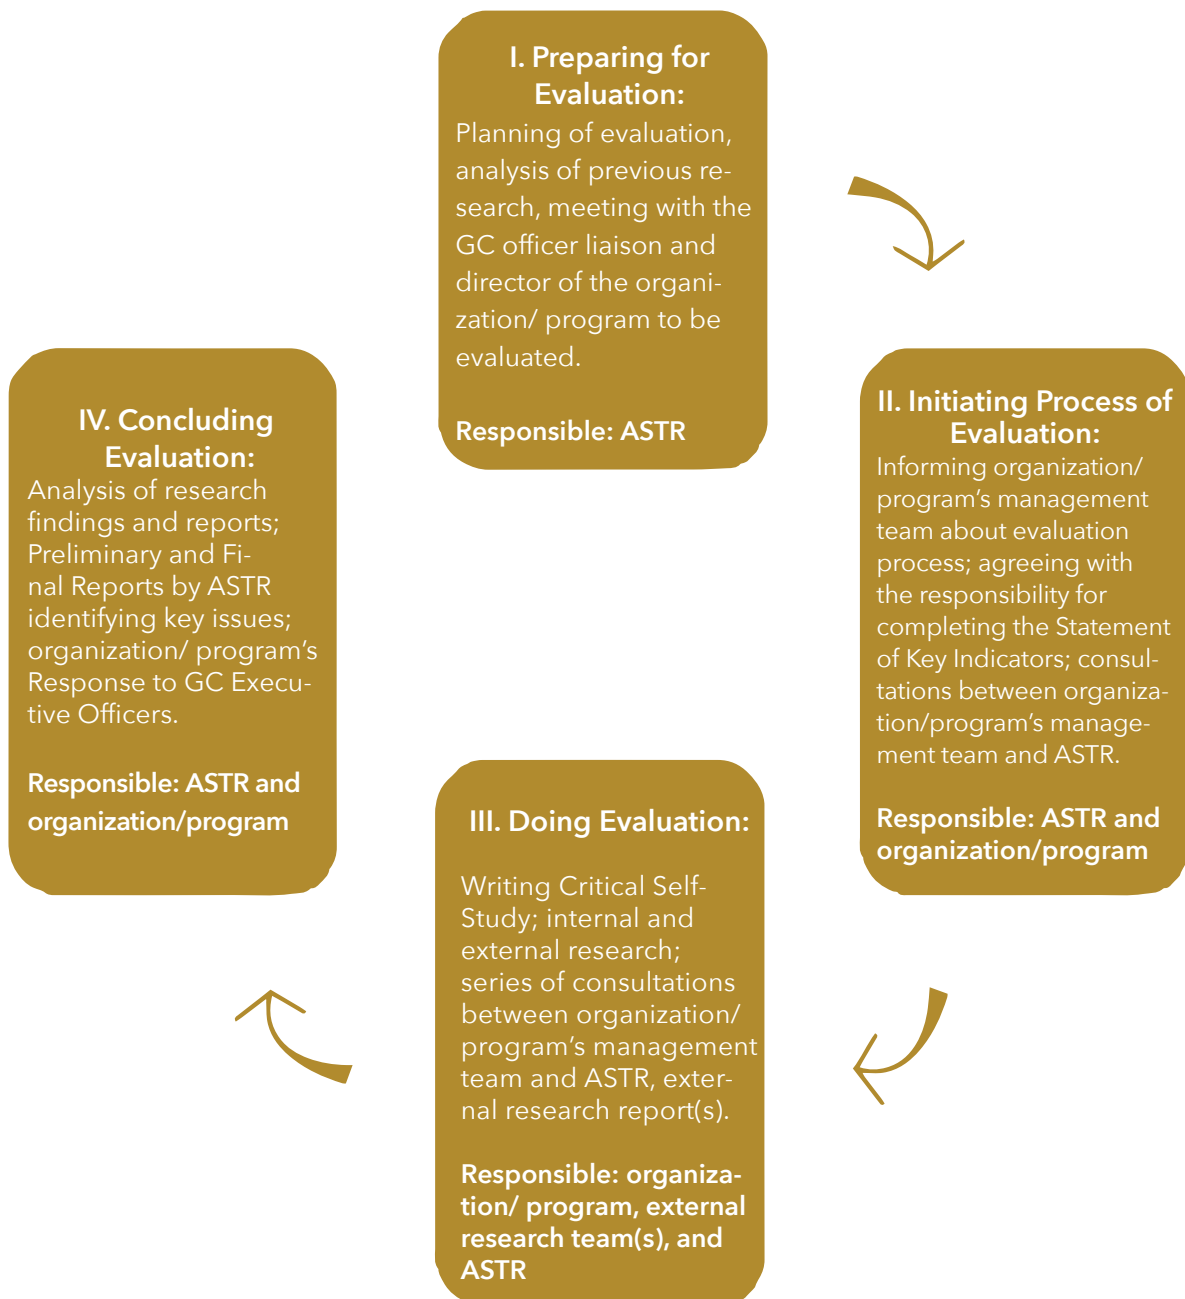 I. Preparing for
Evaluation:
Planning of evaluation,
analysis of previous re-
search, meeting with the
GC officer liaison and
director of the organi-
zation/ program to be
evaluated.
Responsible: ASTR
II. Initiating Process of
Evaluation:
Informing organization/
program’s management
team about evaluation
process; agreeing with
the responsibility for
completing the Statement
of Key Indicators; consul-
tations between organiza-
tion/program’s manage-
ment team and ASTR.
Responsible: ASTR and
organization/program
III. Doing Evaluation:
Writing Critical Self-
Study; internal and
external research;
series of consultations
between organization/
program’s management
team and ASTR, exter-
nal research report(s).
Responsible: organiza-
tion/ program, external
research team(s), and
ASTR
IV. Concluding
Evaluation:
Analysis of research
findings and reports;
Preliminary and Fi-
nal Reports by ASTR
identifying key issues;
organization/ program’s
Response to GC Execu-
tive Officers.
Responsible: ASTR and
organization/program